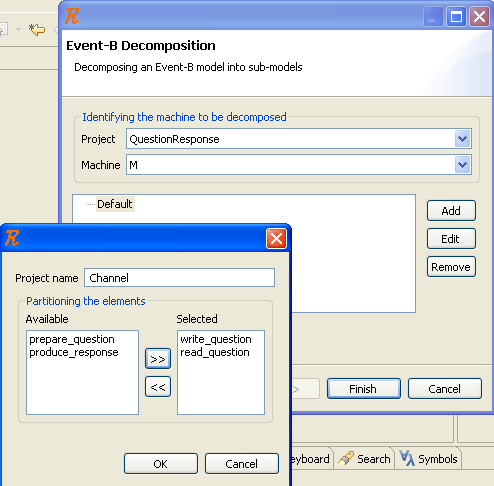 Event-B Decomposition
Decomposing an Event-B model into sub-models
Identifying the machine to be decomposed
Project QuestionResponse
Machine M
Default
Add
Edit
Remove
Finish
Cancel
Project name Channel
Partitioning the elements
Available Selected
prepare_question
produce_response
>>
<<
write_question
read_question
OK Cancel
eyboard Search Symbols